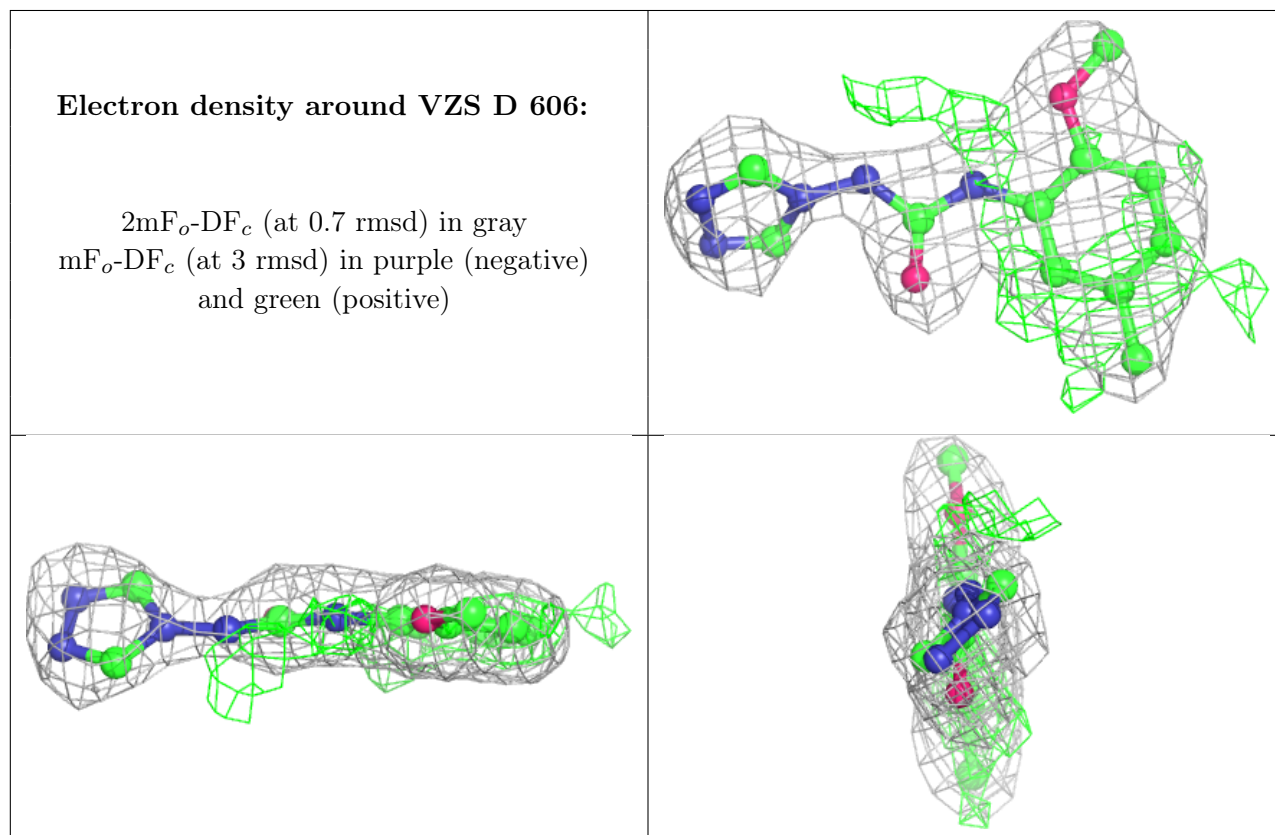 Electron density around VZS D 606:
2mFo-DFc (at 0.7 rmsd) in gray
mFo-DFc (at 3 rmsd) in purple (negative)
and green (positive)